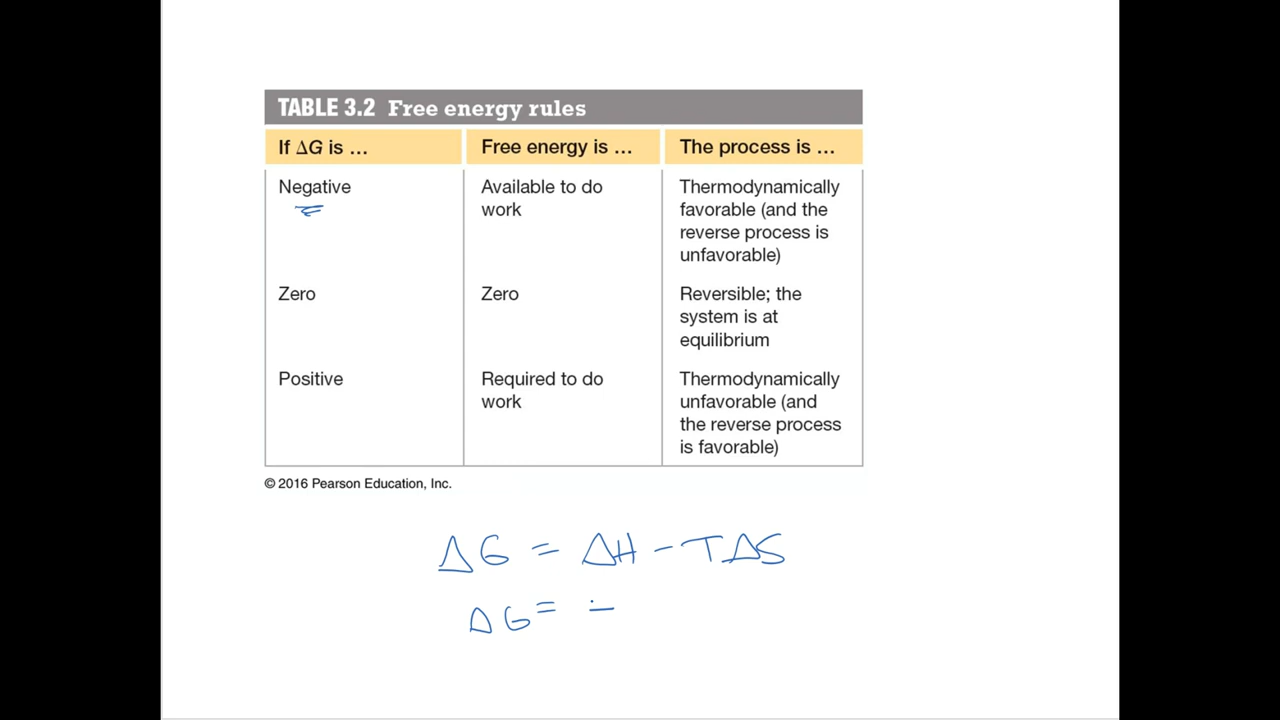 TABLE 3.2 Free energy rules
If ΔG is ... Free energy is ... The process is ...
Negative Available to do work Thermodynamically favorable (and the reverse process is unfavorable)
Zero Zero Reversible; the system is at equilibrium
Positive Required to do work Thermodynamically unfavorable (and the reverse process is favorable)
© 2016 Pearson Education, Inc.
ΔG = ΔH − TΔS
ΔG = −